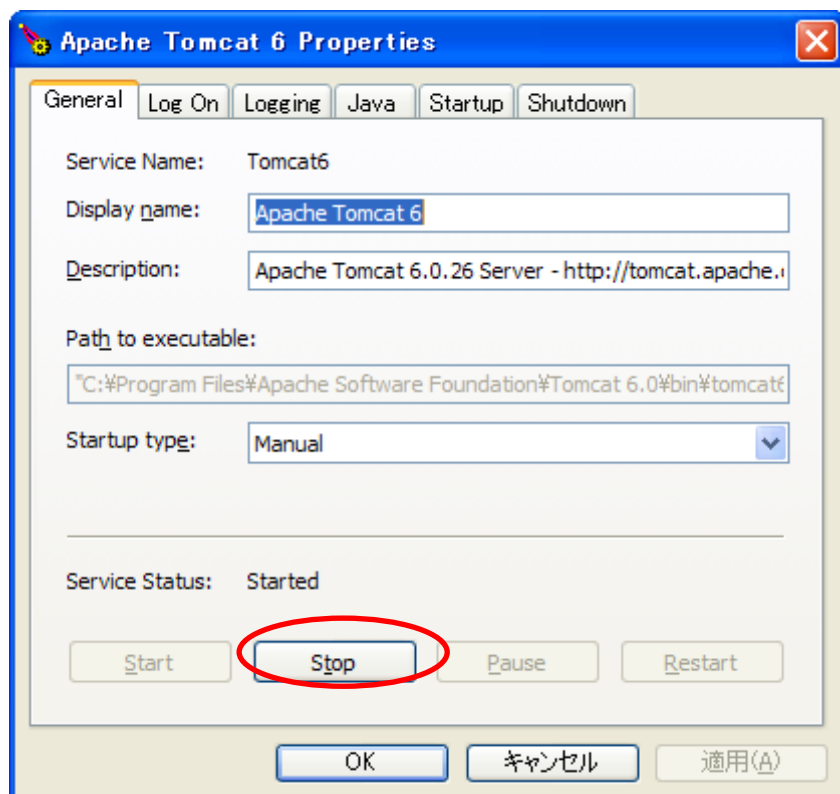 Apache Tomcat 6 Properties
General Log On Logging Java Startup Shutdown
Service Name: Tomcat6
Display name: Apache Tomcat 6
Description: Apache Tomcat 6.0.26 Server - http://tomcat.apache.
Path to executable:
"C:¥Program Files¥Apache Software Foundation¥Tomcat 6.0¥bin¥tomcat6
Startup type: Manual
Service Status: Started
Start Stop Pause Restart
OK キャンセル 適用(A)